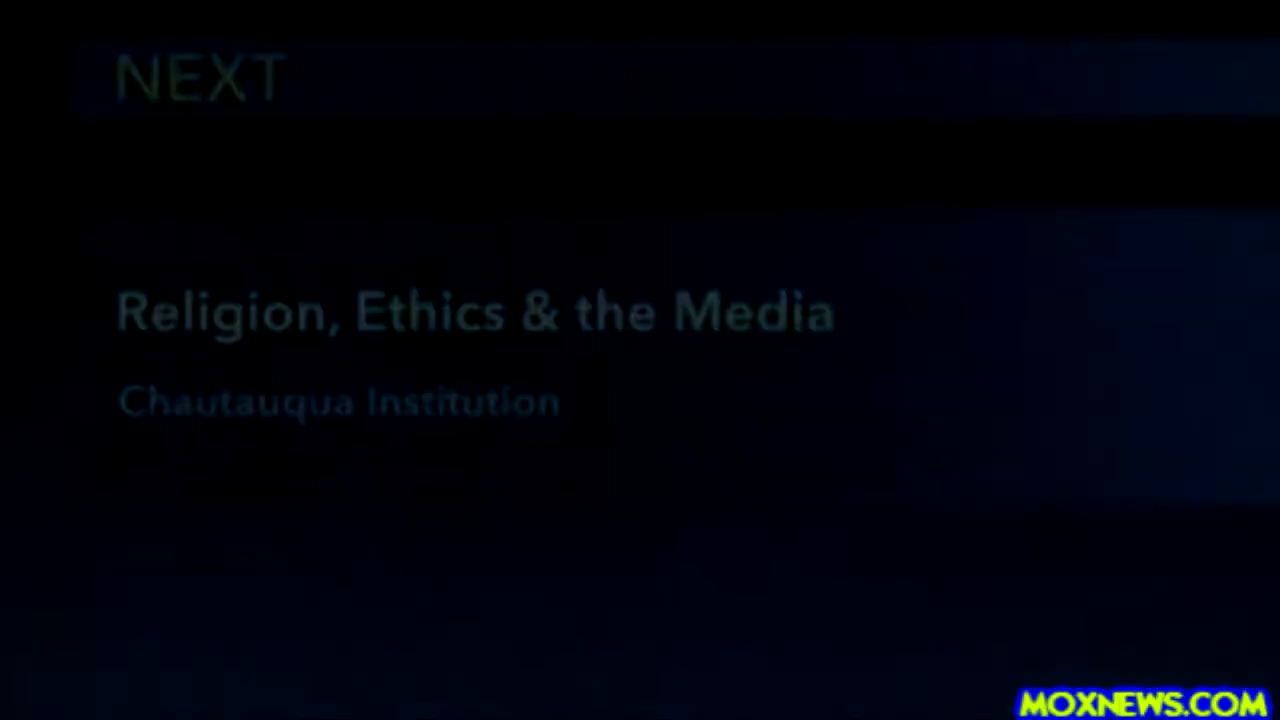 NEXT
Religion, Ethics & the Media
Chautauqua Institution
MOXNEWS.COM